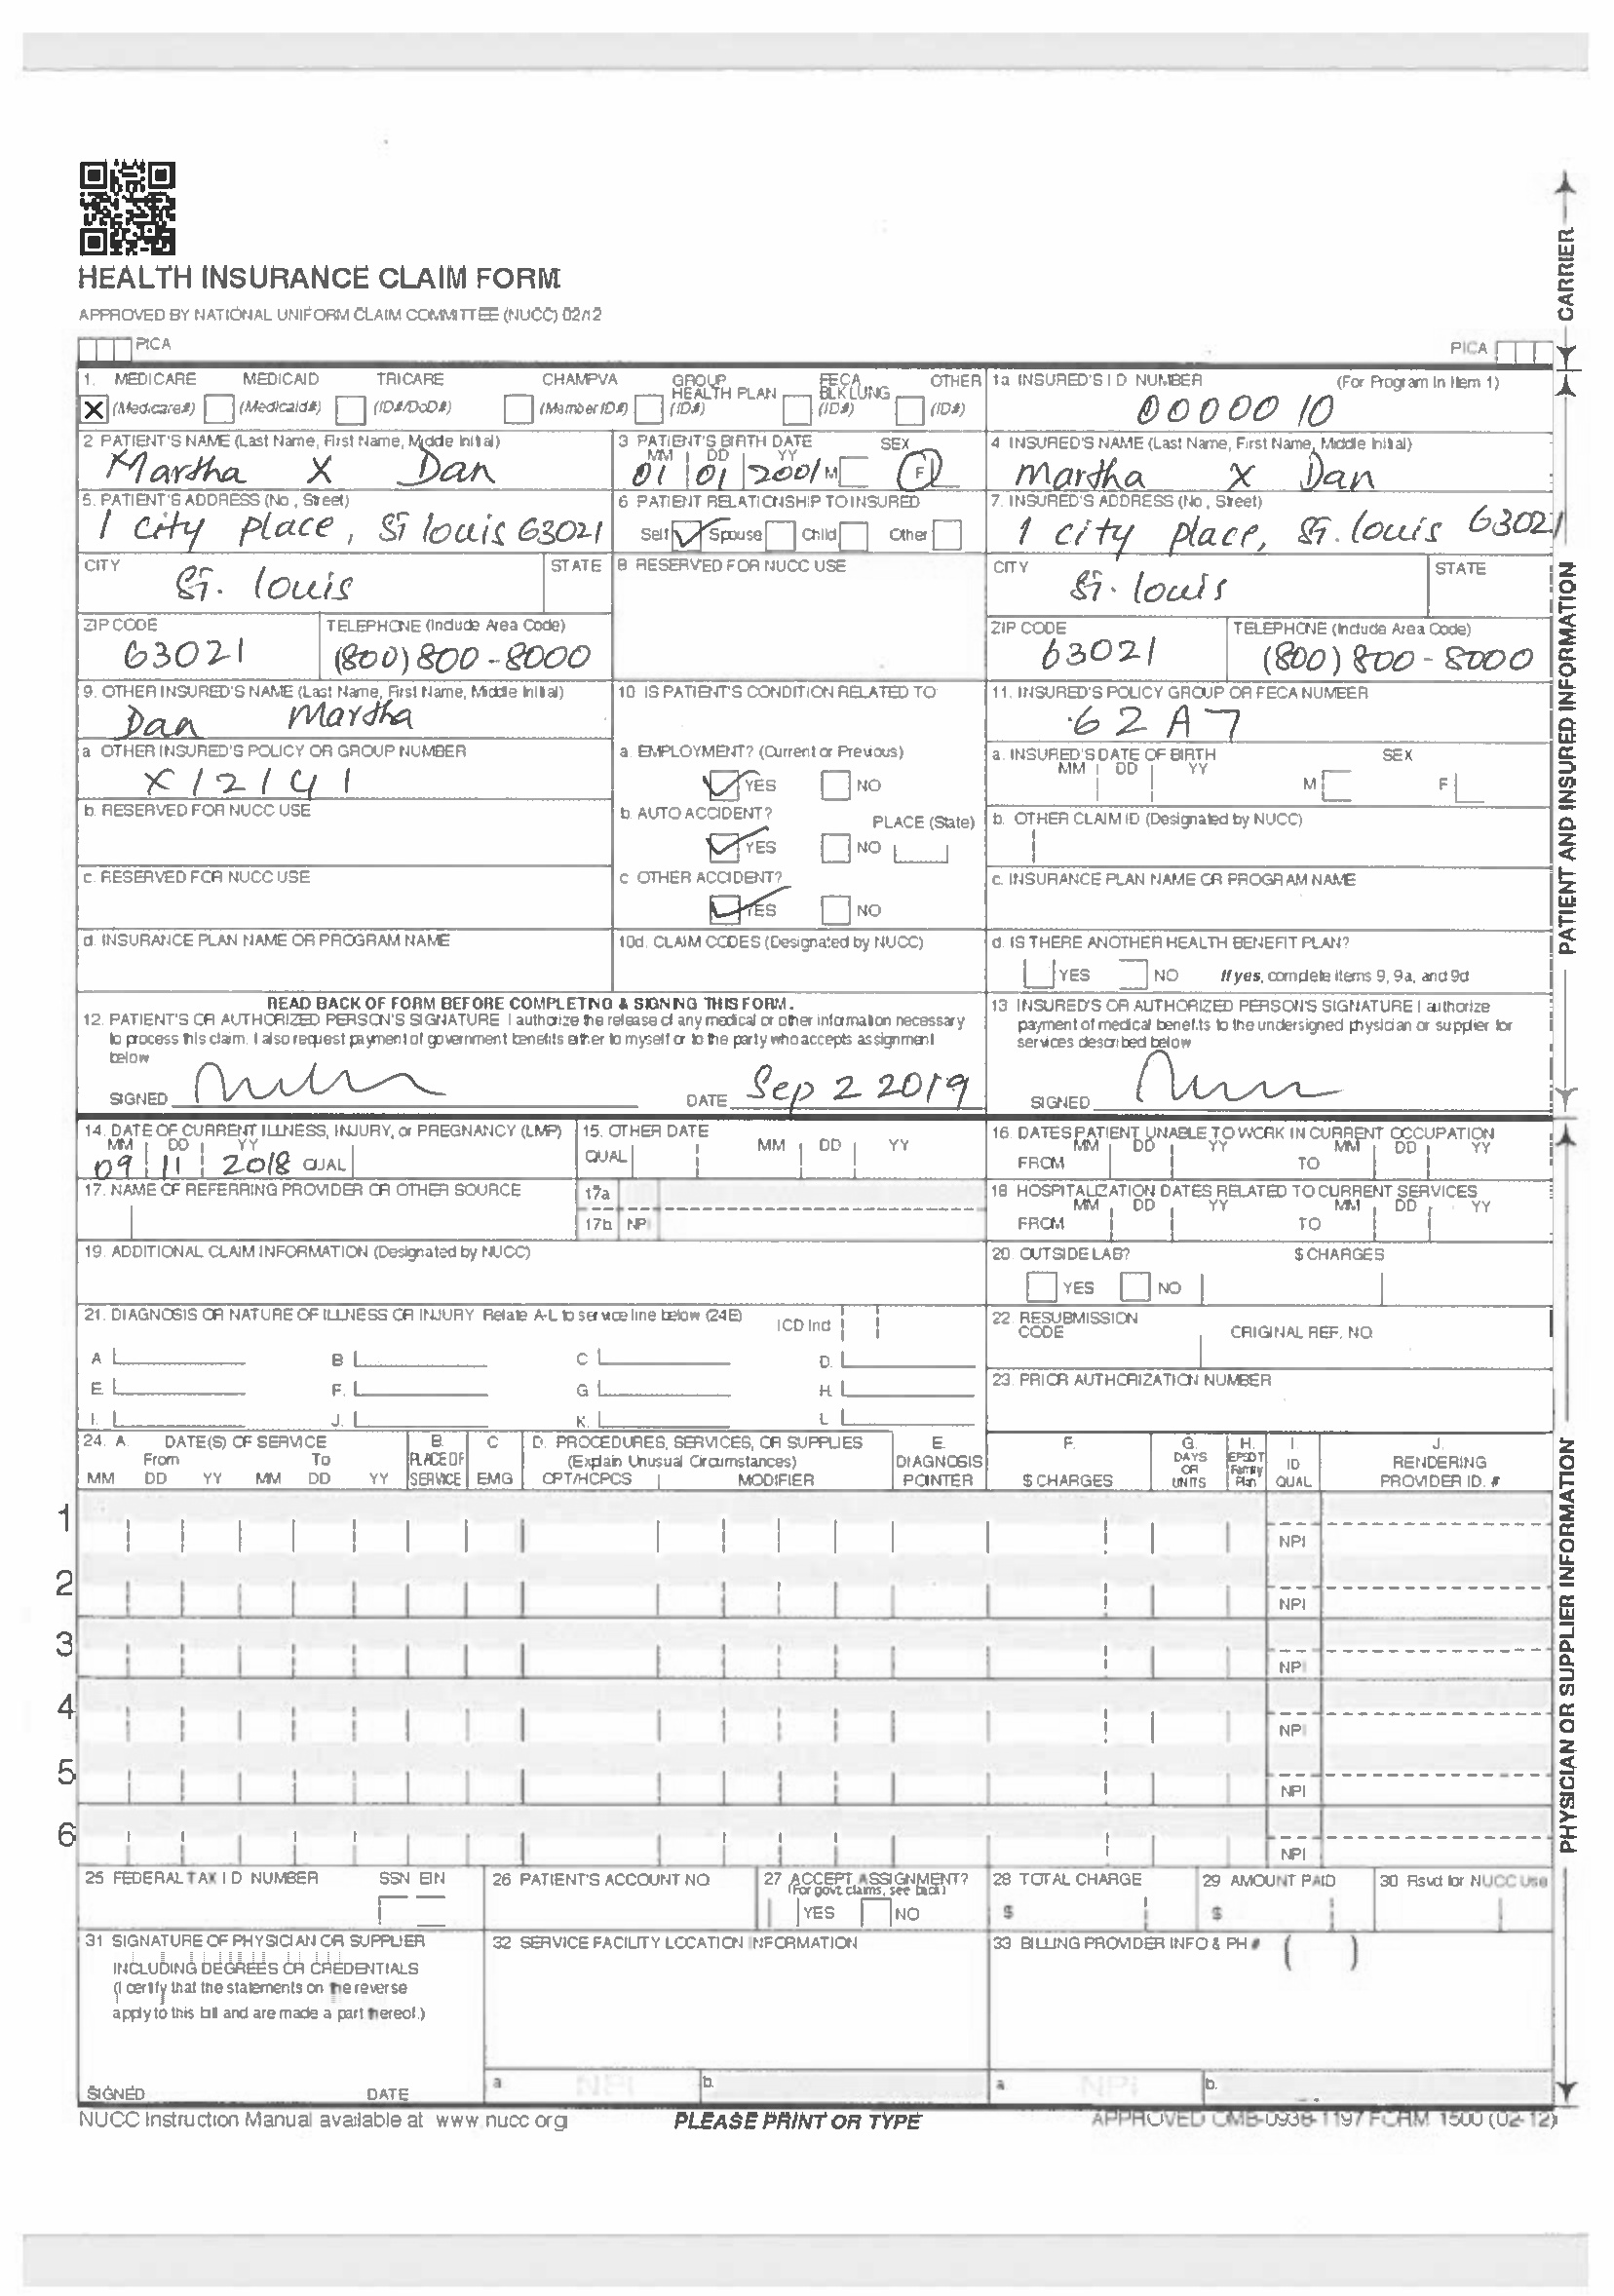 HEALTH INSURANCE CLAIM FORM
APPROVED BY NATIONAL UNIFORM CLAIM COMMITTEE (NUCC) 02/12
PICA PICA
CARRIER
1. MEDICARE MEDICAID TRICARE CHAMPVA GROUP HEALTH PLAN FECA BLK LUNG OTHER
X (Medicare#) (Medicaid#) (ID#/DoD#) (Member ID#) (ID#) (ID#) (ID#)
1a INSURED'S I D NUMBER (For Program In Item 1)
0000010
2 PATIENT'S NAME (Last Name, First Name, Middle Initial)
Martha X Dan
3 PATIENT'S BIRTH DATE SEX
MM DD YY
01 01 2001 M F
4 INSURED'S NAME (Last Name, First Name, Middle Initial)
Martha X Dan
5. PATIENT'S ADDRESS (No, Street)
1 city place, St louis 63021
6 PATIENT RELATIONSHIP TO INSURED
Self Spouse Child Other
7. INSURED'S ADDRESS (No, Street)
1 city place, St. louis 63021
CITY STATE
St. louis
8 RESERVED FOR NUCC USE
CITY STATE
St. louis
ZIP CODE TELEPHONE (Include Area Code)
63021 (800) 800-8000
ZIP CODE TELEPHONE (Include Area Code)
63021 (800) 800-8000
9. OTHER INSURED'S NAME (Last Name, First Name, Middle Initial)
Dan Martha
10 IS PATIENT'S CONDITION RELATED TO
11. INSURED'S POLICY GROUP OR FECA NUMBER
62A7
a OTHER INSURED'S POLICY OR GROUP NUMBER
X12141
a. EMPLOYMENT? (Current or Previous)
YES NO
a. INSURED'S DATE OF BIRTH SEX
MM DD YY
M F
b. RESERVED FOR NUCC USE
b. AUTO ACCIDENT? PLACE (State)
YES NO
b. OTHER CLAIM ID (Designated by NUCC)
c. RESERVED FOR NUCC USE
c OTHER ACCIDENT?
YES NO
c. INSURANCE PLAN NAME OR PROGRAM NAME
d. INSURANCE PLAN NAME OR PROGRAM NAME
10d. CLAIM CODES (Designated by NUCC)
d. IS THERE ANOTHER HEALTH BENEFIT PLAN?
YES NO If yes, complete items 9, 9a, and 9d
PATIENT AND INSURED INFORMATION
READ BACK OF FORM BEFORE COMPLETNG & SIGNNG THIS FORM.
12. PATIENT'S OR AUTHORIZED PERSON'S SIGNATURE I authorize the release of any medical or other information necessary
to process this claim. I also request payment of government benefits either to myself or to the party who accepts assignment
below
SIGNED DATE Sep 2 2019
13 INSURED'S OR AUTHORIZED PERSON'S SIGNATURE I authorize
payment of medical benefits to the undersigned physician or supplier for
services described below
SIGNED
14. DATE OF CURRENT ILLNESS, INJURY, or PREGNANCY (LMP)
MM DD YY
09 11 2018 QUAL
15. OTHER DATE
QUAL MM DD YY
16. DATES PATIENT UNABLE TO WORK IN CURRENT OCCUPATION
MM DD YY MM DD YY
FROM TO
17. NAME OF REFERRING PROVIDER OR OTHER SOURCE
17a
17b NPI
18 HOSPITALIZATION DATES RELATED TO CURRENT SERVICES
MM DD YY MM DD YY
FROM TO
19. ADDITIONAL CLAIM INFORMATION (Designated by NUCC)
20. OUTSIDE LAB? $ CHARGES
YES NO
21. DIAGNOSIS OR NATURE OF ILLNESS OR INJURY Relate A-L to service line below (24E) ICD Ind
A B C D.
E. F. G H.
I. J. K. L
22. RESUBMISSION
CODE ORIGINAL REF. NO
23. PRIOR AUTHORIZATION NUMBER
24. A. DATE(S) OF SERVICE
From To
MM DD YY MM DD YY
B. PLACE OF SERVICE
C EMG
D. PROCEDURES, SERVICES, OR SUPPLIES
(Explain Unusual Circumstances)
CPT/HCPCS MODIFIER
E. DIAGNOSIS POINTER
F. $ CHARGES
G. DAYS OR UNITS
H. EPSDT Family Plan
I. ID QUAL
J. RENDERING PROVIDER ID. #
1 NPI
2 NPI
3 NPI
4 NPI
5 NPI
6 NPI
PHYSICIAN OR SUPPLIER INFORMATION
25 FEDERAL TAX I D NUMBER SSN EIN
26 PATIENT'S ACCOUNT NO
27 ACCEPT ASSIGNMENT?
(For govt. claims, see back)
YES NO
28 TOTAL CHARGE
$
29 AMOUNT PAID
$
30 Rsvd for NUCC Use
31 SIGNATURE OF PHYSICIAN OR SUPPLIER
INCLUDING DEGREES OR CREDENTIALS
(I certify that the statements on the reverse
apply to this bill and are made a part thereof.)
SIGNED DATE
32 SERVICE FACILITY LOCATION INFORMATION
a NPI b.
33 BILLING PROVIDER INFO & PH # ( )
a NPI b.
NUCC Instruction Manual available at www.nucc org
PLEASE PRINT OR TYPE
APPROVED OMB-0938-1197 FORM 1500 (02-12)